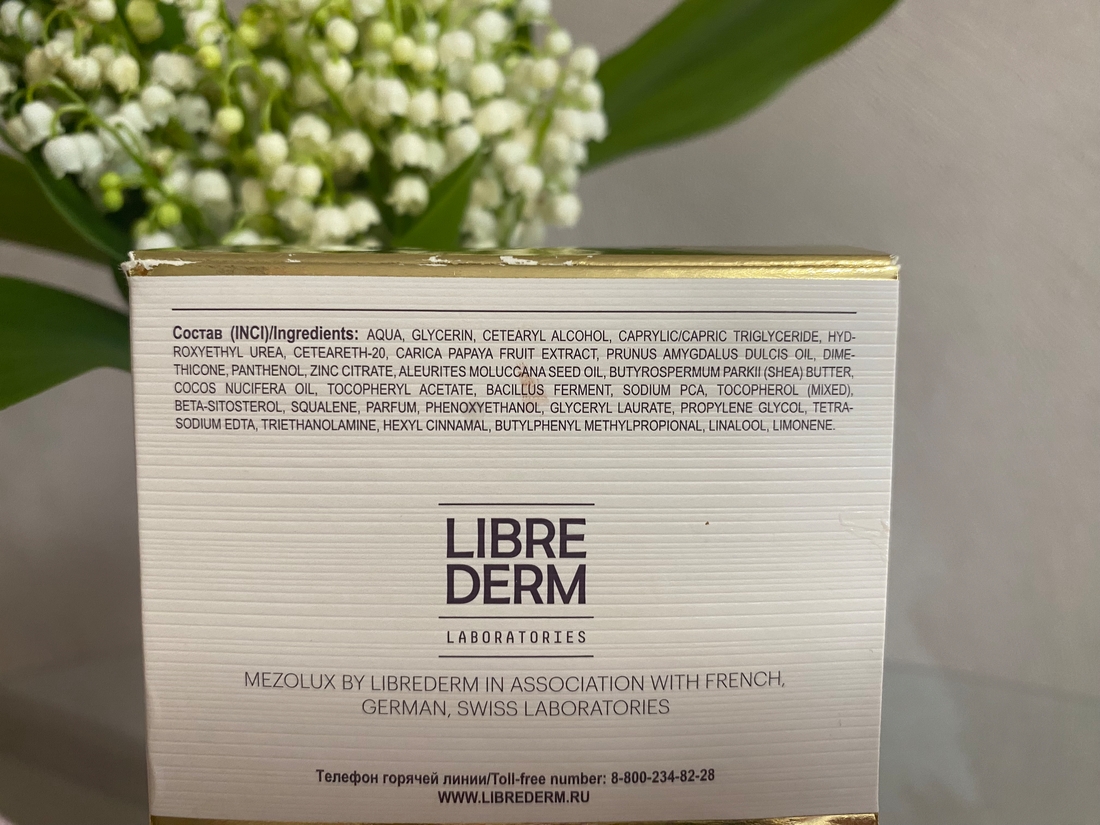 Состав (INCI)/Ingredients: AQUA, GLYCERIN, CETEARYL ALCOHOL, CAPRYLIC/CAPRIC TRIGLYCERIDE, HYD-
ROXYETHYL UREA, CETEARETH-20, CARICA PAPAYA FRUIT EXTRACT, PRUNUS AMYGDALUS DULCIS OIL, DIME-
THICONE, PANTHENOL, ZINC CITRATE, ALEURITES MOLUCCANA SEED OIL, BUTYROSPERMUM PARKII (SHEA) BUTTER,
COCOS NUCIFERA OIL, TOCOPHERYL ACETATE, BACILLUS FERMENT, SODIUM PCA, TOCOPHEROL (MIXED),
BETA-SITOSTEROL, SQUALENE, PARFUM, PHENOXYETHANOL, GLYCERYL LAURATE, PROPYLENE GLYCOL, TETRA-
SODIUM EDTA, TRIETHANOLAMINE, HEXYL CINNAMAL, BUTYLPHENYL METHYLPROPIONAL, LINALOOL, LIMONENE.
LIBRE
DERM
LABORATORIES
MEZOLUX BY LIBREDERM IN ASSOCIATION WITH FRENCH,
GERMAN, SWISS LABORATORIES
Телефон горячей линии/Toll-free number: 8-800-234-82-28
WWW.LIBREDERM.RU